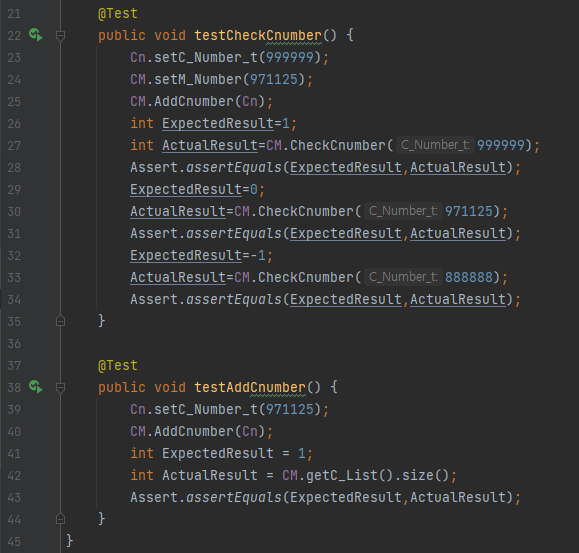 21 @Test
22 public void testCheckCnumber() {
23 Cn.setC_Number_t(999999);
24 CM.setM_Number(971125);
25 CM.AddCnumber(Cn);
26 int ExpectedResult=1;
27 int ActualResult=CM.CheckCnumber( C_Number_t: 999999);
28 Assert.assertEquals(ExpectedResult,ActualResult);
29 ExpectedResult=0;
30 ActualResult=CM.CheckCnumber( C_Number_t: 971125);
31 Assert.assertEquals(ExpectedResult,ActualResult);
32 ExpectedResult=-1;
33 ActualResult=CM.CheckCnumber( C_Number_t: 888888);
34 Assert.assertEquals(ExpectedResult,ActualResult);
35 }
36
37 @Test
38 public void testAddCnumber() {
39 Cn.setC_Number_t(971125);
40 CM.AddCnumber(Cn);
41 int ExpectedResult = 1;
42 int ActualResult = CM.getC_List().size();
43 Assert.assertEquals(ExpectedResult,ActualResult);
44 }
45 }